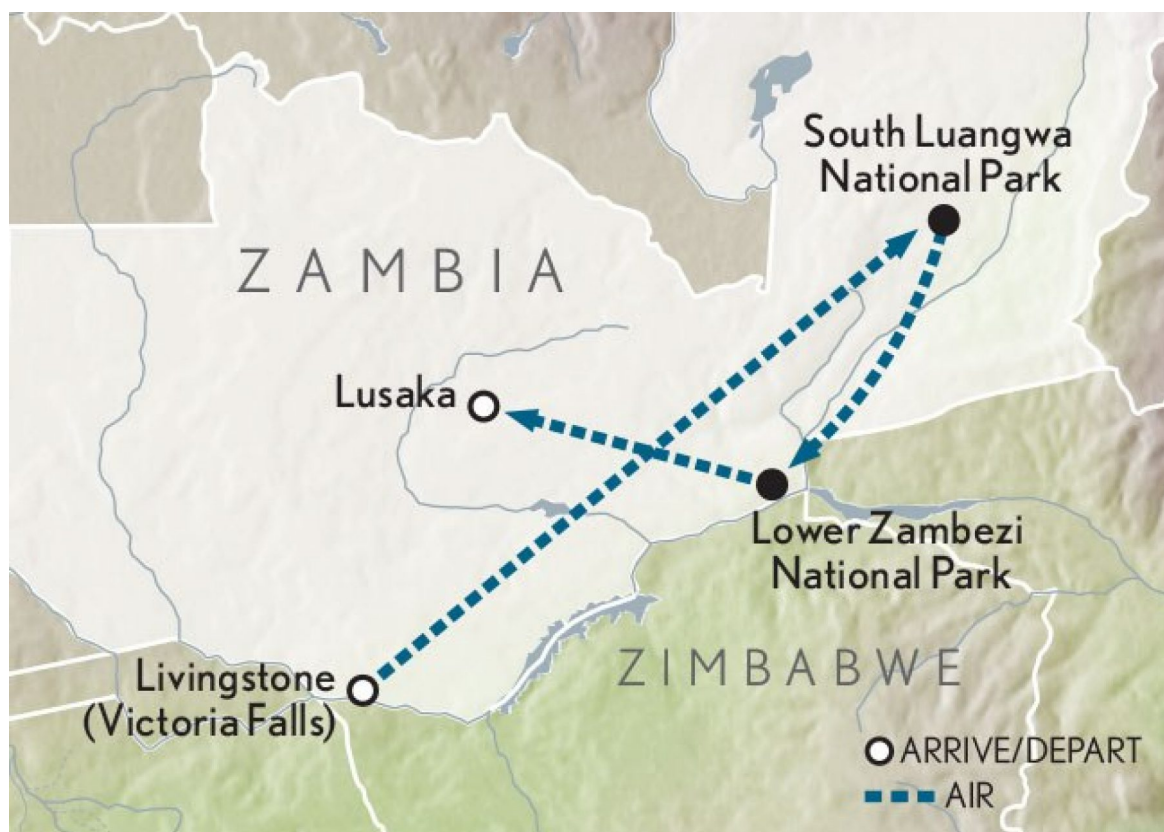 South Luangwa
National Park
ZAMBIA
Lusaka
Lower Zambezi
National Park
ZIMBABWE
Livingstone
(Victoria Falls)
ARRIVE/DEPART
AIR